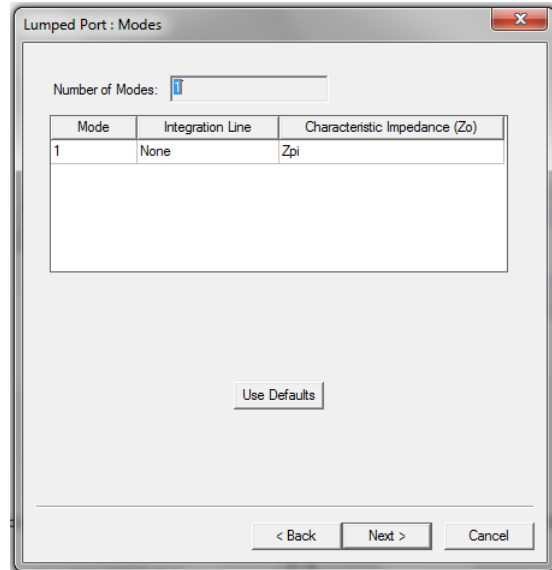 Lumped Port : Modes
Number of Modes: 1
Mode Integration Line Characteristic Impedance (Zo)
1 None Zpi
Use Defaults
< Back Next > Cancel